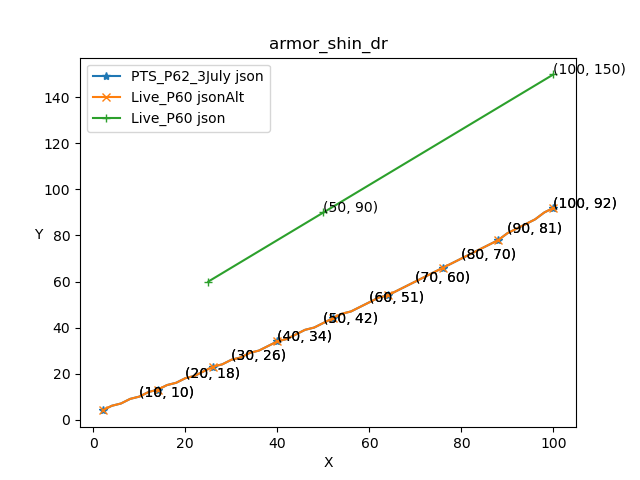 armor_shin_dr
PTS_P62_3July json
Live_P60 jsonAlt
Live_P60 json
(100, 150)
(50, 90)
(100, 92)
(90, 81)
(80, 70)
(70, 60)
(60, 51)
(50, 42)
(40, 34)
(30, 26)
(20, 18)
(10, 10)
Y
140
120
100
80
60
40
20
0
0 20 40 60 80 100
X